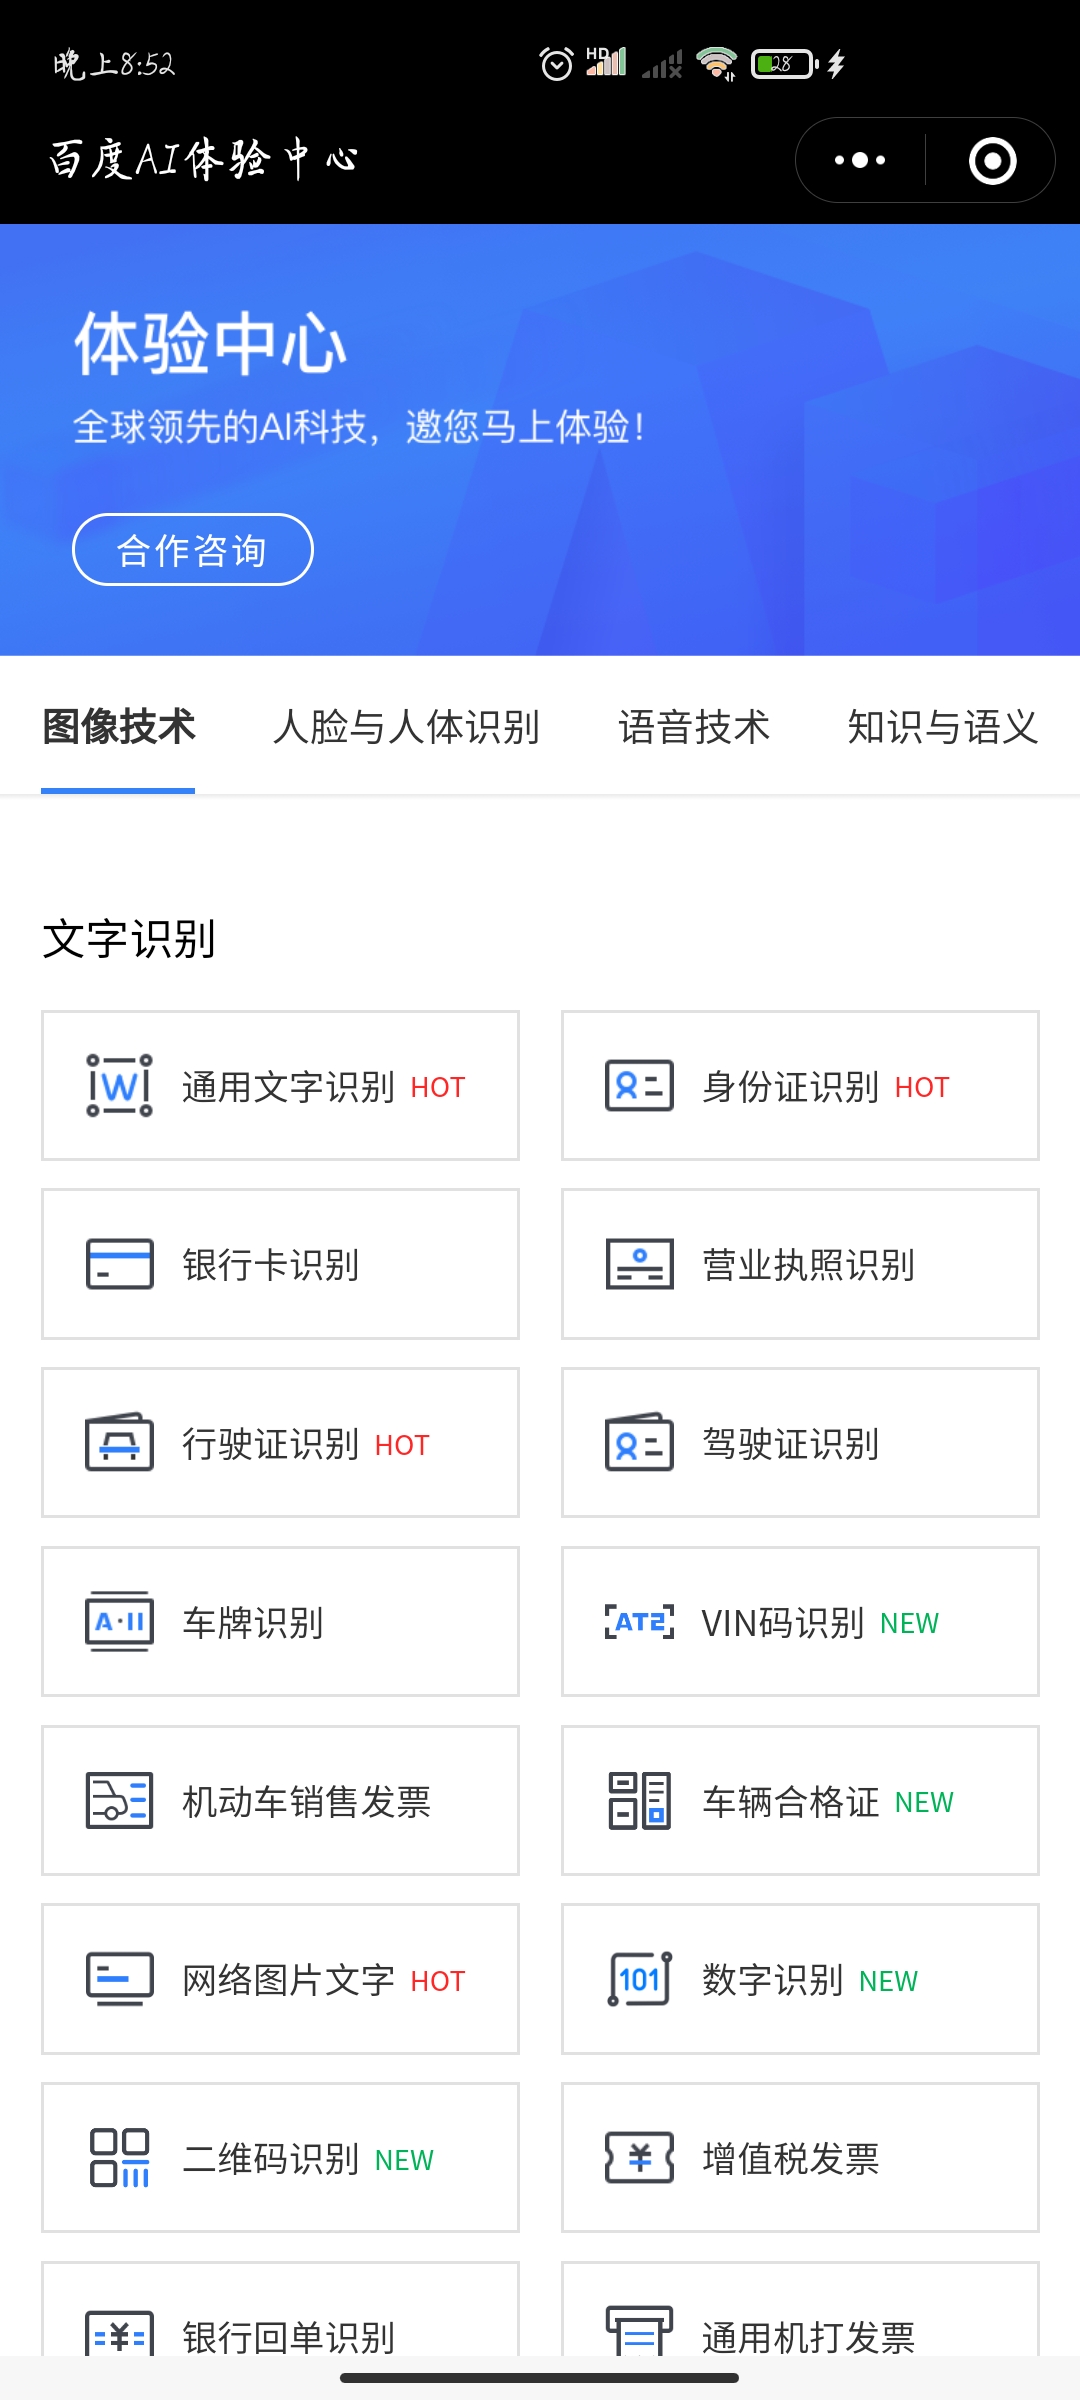 晚上8:52
HD
28
百度AI体验中心
体验中心
全球领先的AI科技，邀您马上体验！
合作咨询
图像技术 人脸与人体识别 语音技术 知识与语义
文字识别
通用文字识别 HOT
身份证识别 HOT
银行卡识别
营业执照识别
行驶证识别 HOT
驾驶证识别
车牌识别
VIN码识别 NEW
机动车销售发票
车辆合格证 NEW
网络图片文字 HOT
数字识别 NEW
二维码识别 NEW
增值税发票
银行回单识别
通用机打发票